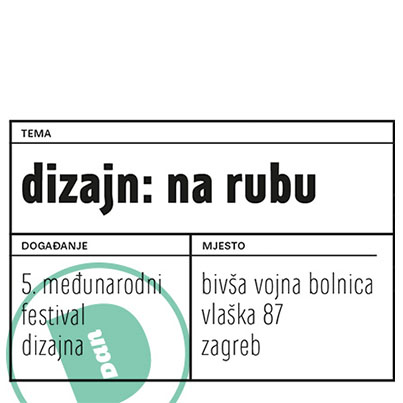 TEMA
dizajn: na rubu
DOGAĐANJE
5. međunarodni
festival
dizajna
MJESTO
bivša vojna bolnica
vlaška 87
zagreb
Dan